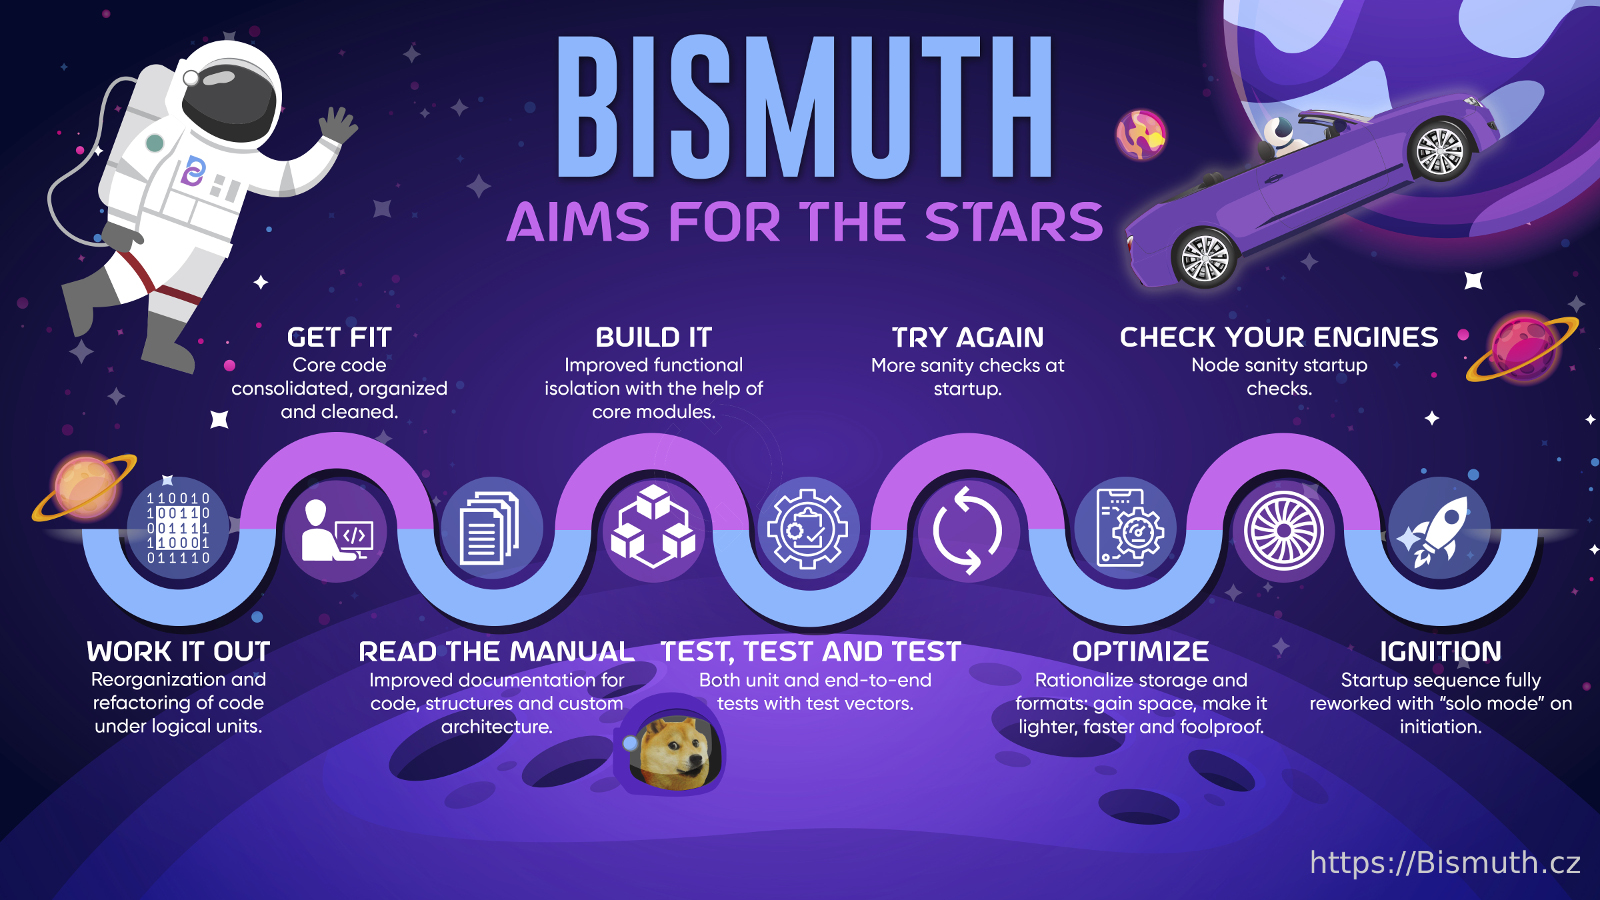 BISMUTH
AIMS FOR THE STARS
GET FIT
Core code
consolidated, organized
and cleaned.
BUILD IT
Improved functional
isolation with the help of
core modules.
TRY AGAIN
More sanity checks at
startup.
CHECK YOUR ENGINES
Node sanity startup
checks.
110010
100110
001111
110001
011110
</>
WORK IT OUT
Reorganization and
refactoring of code
under logical units.
READ THE MANUAL
Improved documentation for
code, structures and custom
architecture.
TEST, TEST AND TEST
Both unit and end-to-end
tests with test vectors.
OPTIMIZE
Rationalize storage and
formats: gain space, make it
lighter, faster and foolproof.
IGNITION
Startup sequence fully
reworked with “solo mode” on
initiation.
https://Bismuth.cz